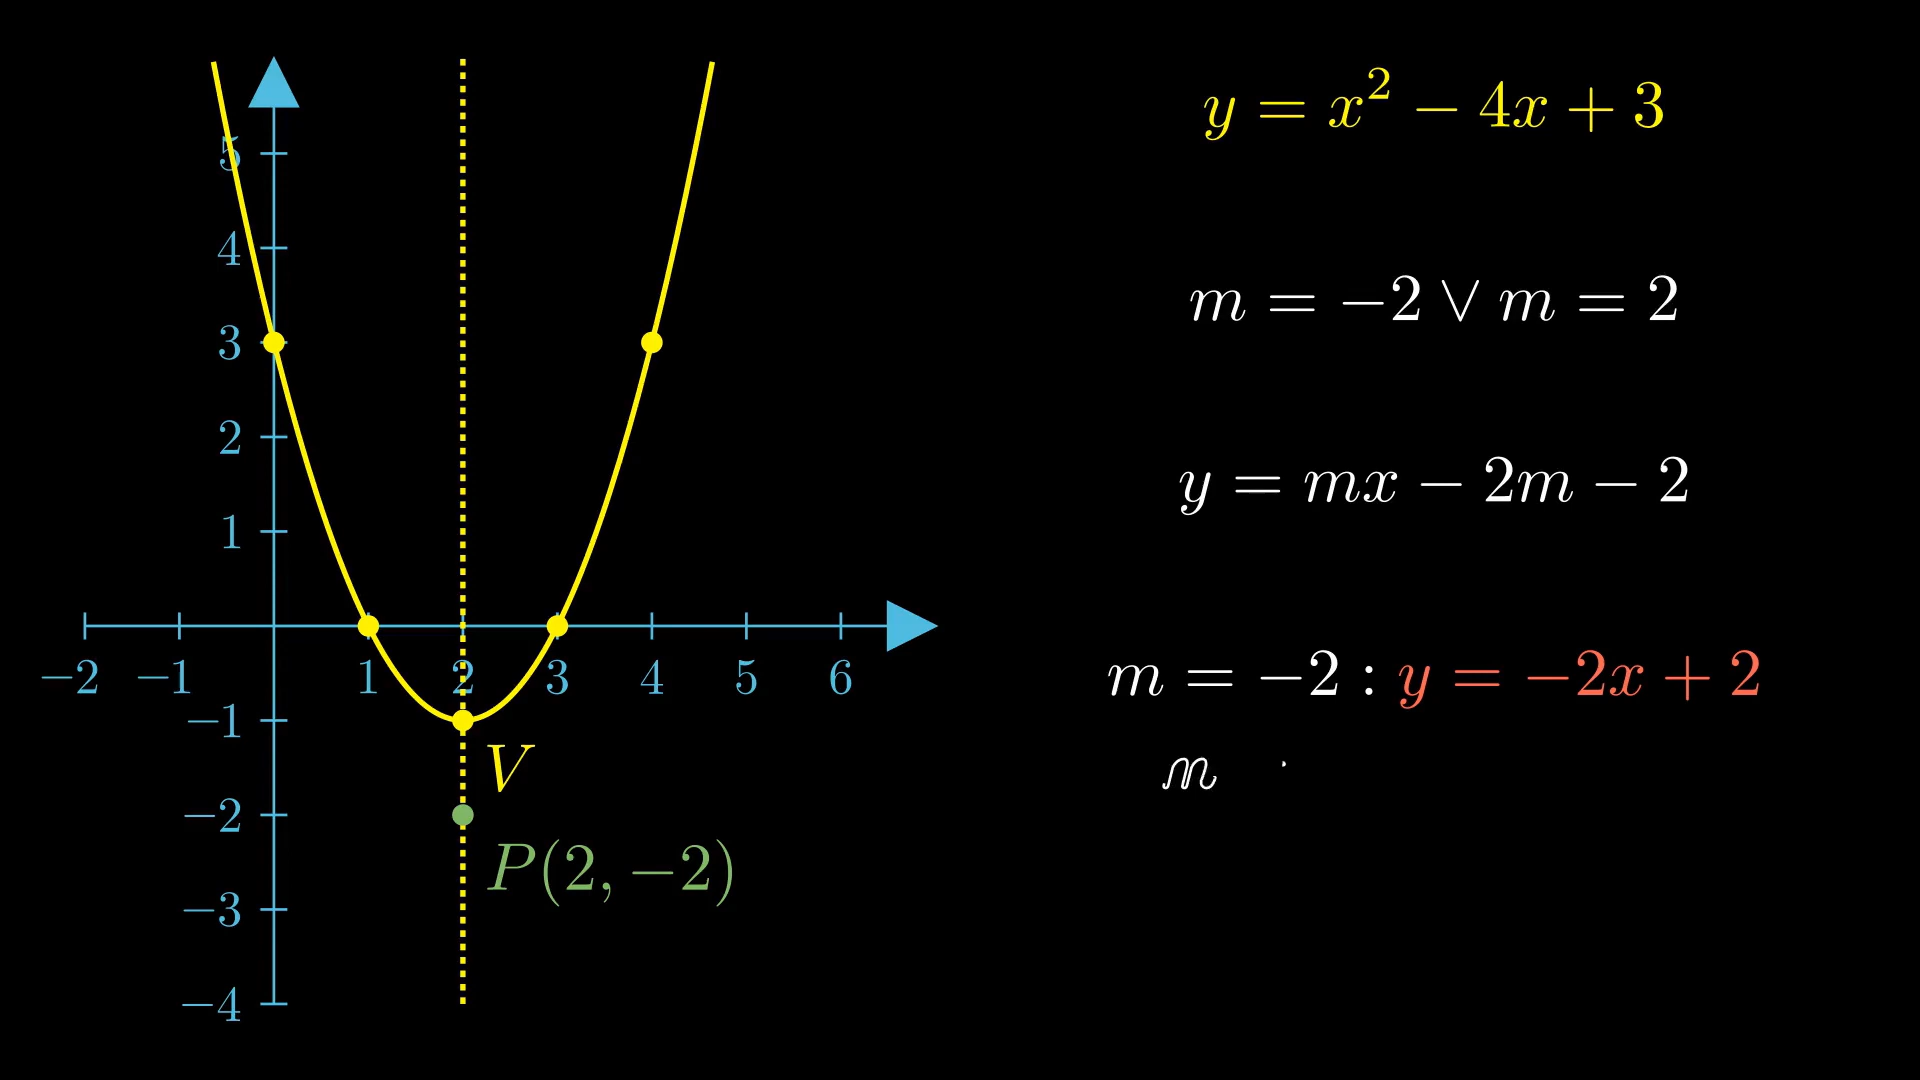 y = x² − 4x + 3
m = −2 ∨ m = 2
y = mx − 2m − 2
m = −2 : y = −2x + 2
m
5
4
3
2
1
−2 −1 1 2 3 4 5 6
−1
V
−2
P(2, −2)
−3
−4